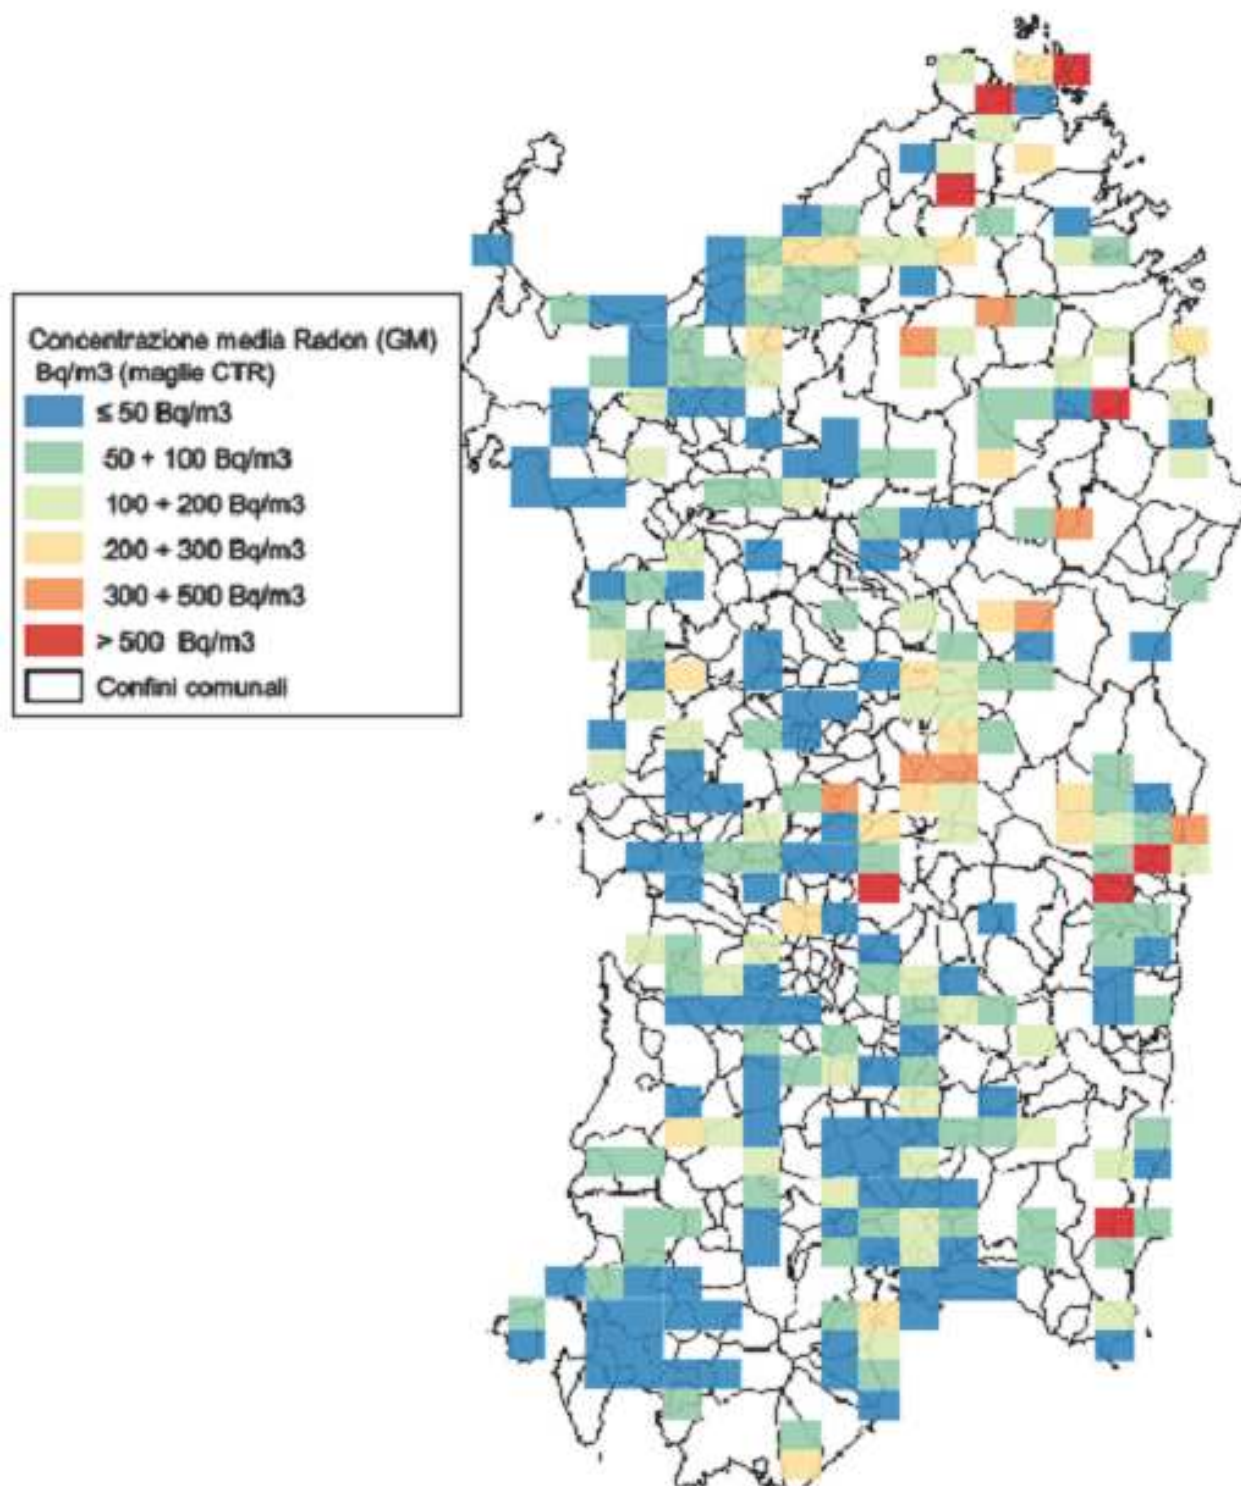 Concentrazione media Radon (GM)
Bq/m3 (maglie CTR)
≤ 50 Bq/m3
50 ÷ 100 Bq/m3
100 ÷ 200 Bq/m3
200 ÷ 300 Bq/m3
300 ÷ 500 Bq/m3
> 500 Bq/m3
Confini comunali